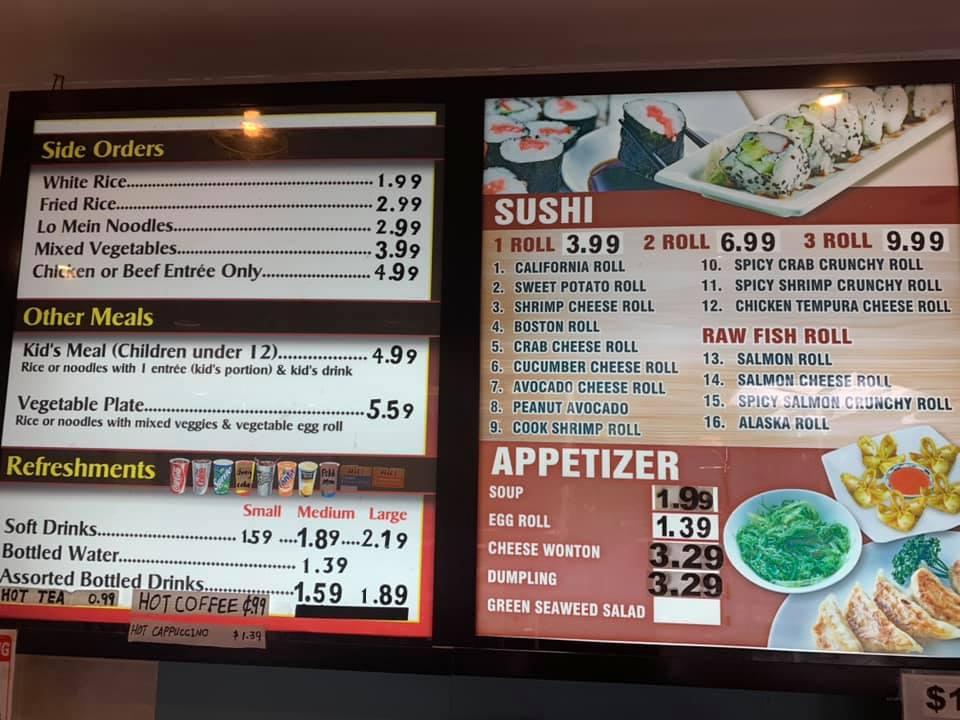 Side Orders
White Rice........1.99
Fried Rice........2.99
Lo Mein Noodles........2.99
Mixed Vegetables........3.99
Chicken or Beef Entrée Only........4.99
Other Meals
Kid's Meal (Children under 12)........4.99
Rice or noodles with 1 entrée (kid's portion) & kid's drink
Vegetable Plate........5.59
Rice or noodles with mixed veggies & vegetable egg roll
Refreshments
Small Medium Large
Soft Drinks........1.59....1.89....2.19
Bottled Water........1.39
Assorted Bottled Drinks........1.59 1.89
HOT TEA 0.99 HOT COFFEE ¢99
HOT CAPPUCCINO $1.39
SUSHI
1 ROLL 3.99 2 ROLL 6.99 3 ROLL 9.99
1. CALIFORNIA ROLL
2. SWEET POTATO ROLL
3. SHRIMP CHEESE ROLL
4. BOSTON ROLL
5. CRAB CHEESE ROLL
6. CUCUMBER CHEESE ROLL
7. AVOCADO CHEESE ROLL
8. PEANUT AVOCADO
9. COOK SHRIMP ROLL
10. SPICY CRAB CRUNCHY ROLL
11. SPICY SHRIMP CRUNCHY ROLL
12. CHICKEN TEMPURA CHEESE ROLL
RAW FISH ROLL
13. SALMON ROLL
14. SALMON CHEESE ROLL
15. SPICY SALMON CRUNCHY ROLL
16. ALASKA ROLL
APPETIZER
SOUP 1.99
EGG ROLL 1.39
CHEESE WONTON 3.29
DUMPLING 3.29
GREEN SEAWEED SALAD
$1